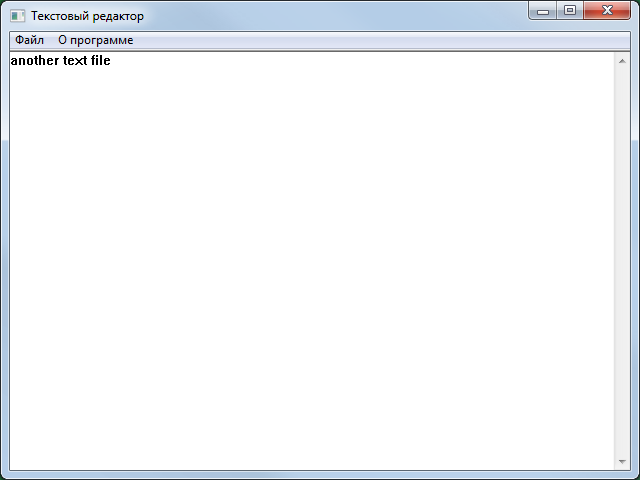 Текстовый редактор
Файл О программе
another text file